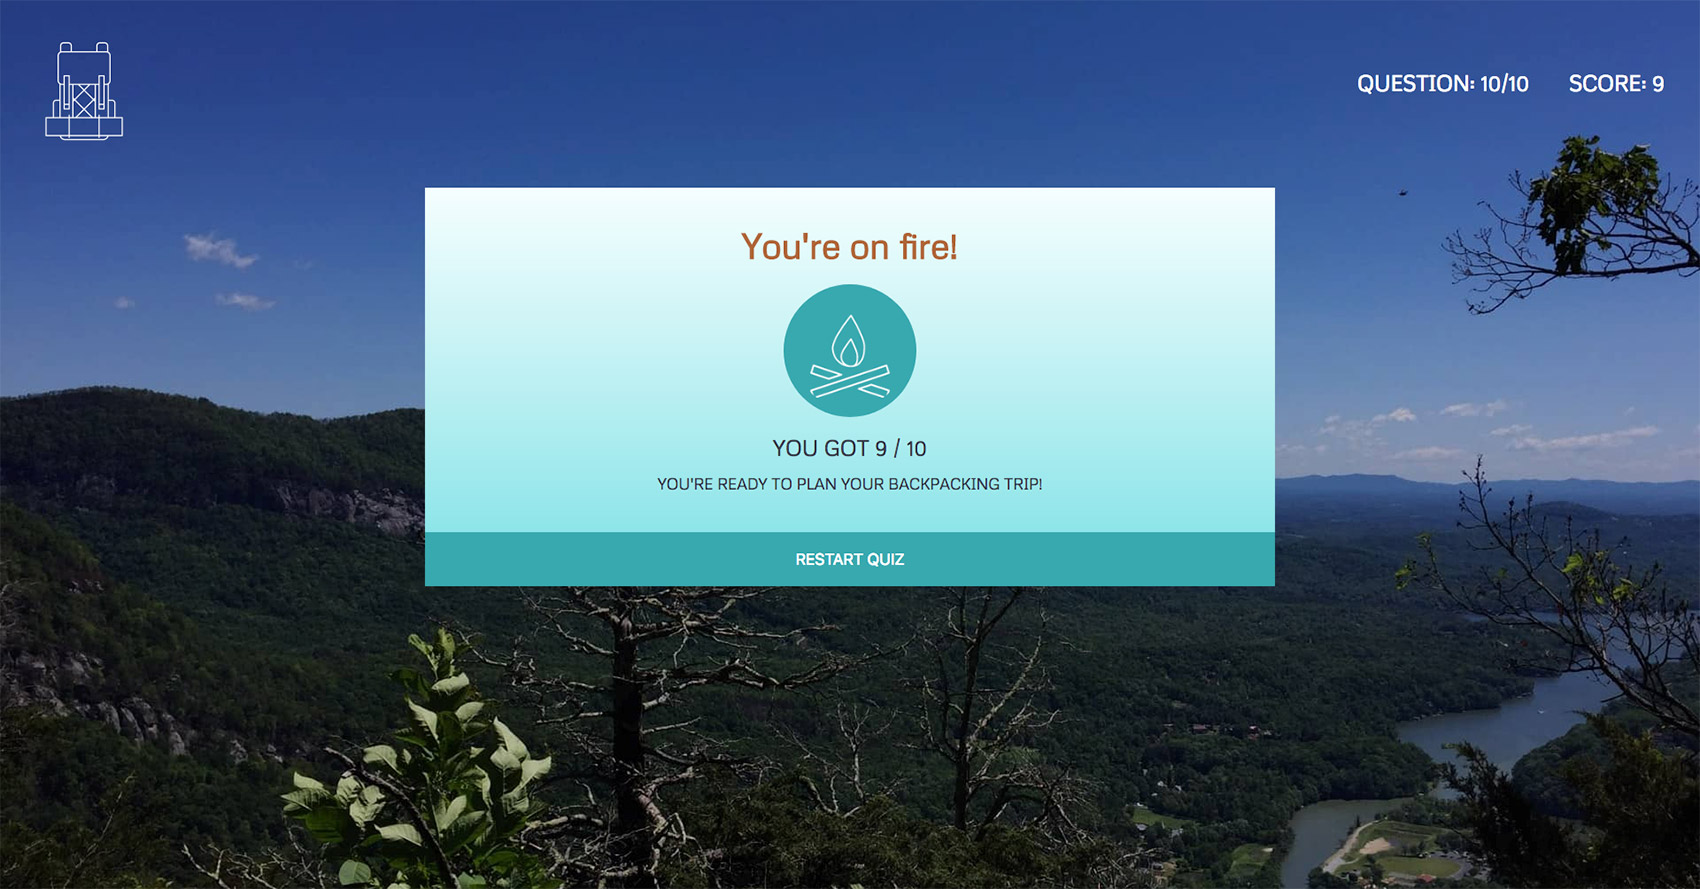 QUESTION: 10/10 SCORE: 9
You're on fire!
YOU GOT 9 / 10
YOU'RE READY TO PLAN YOUR BACKPACKING TRIP!
RESTART QUIZ